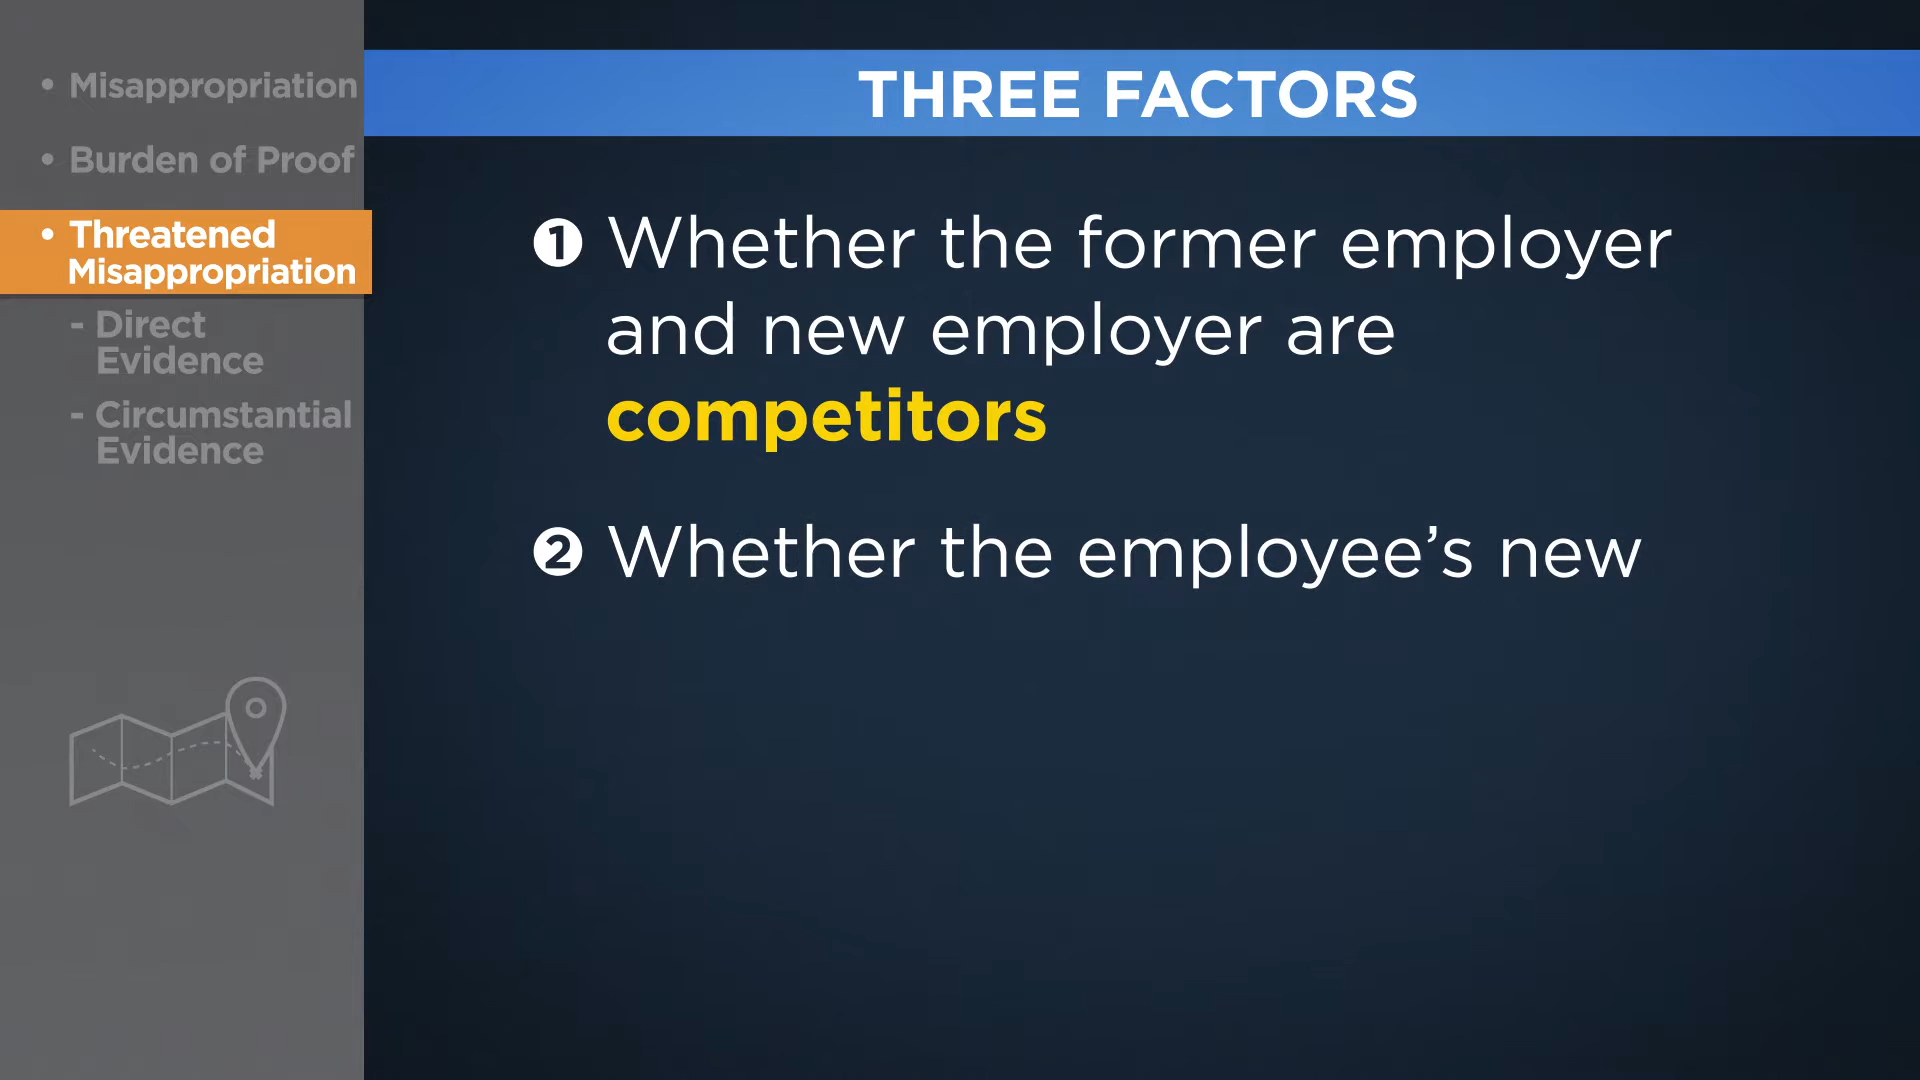 • Misappropriation
• Burden of Proof
• Threatened
Misappropriation
- Direct
Evidence
- Circumstantial
Evidence
THREE FACTORS
❶ Whether the former employer
and new employer are
competitors
❷ Whether the employee’s new